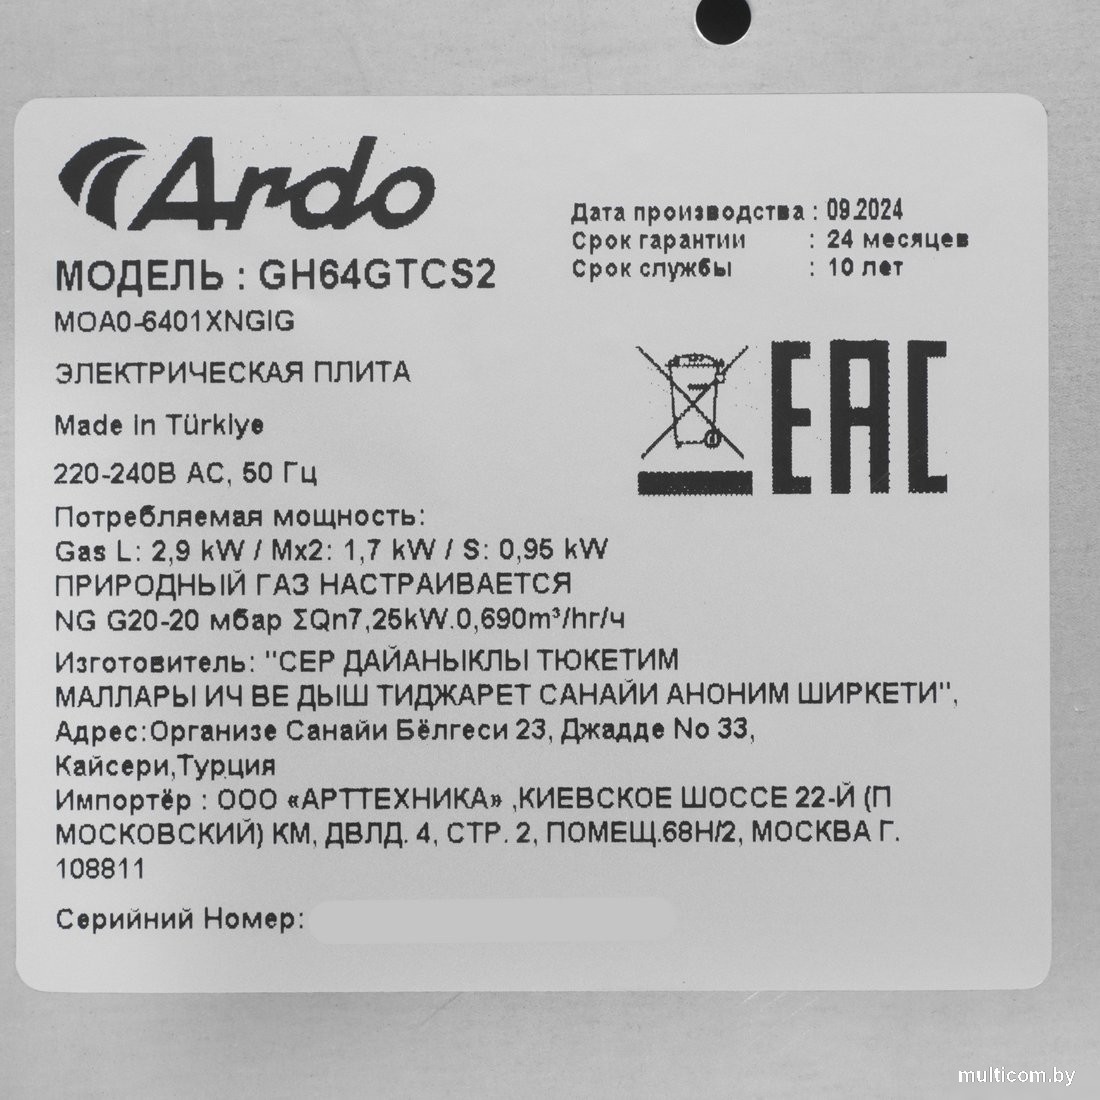 Ardo
МОДЕЛЬ : GH64GTCS2
MOA0-6401XNGIG
ЭЛЕКТРИЧЕСКАЯ ПЛИТА
Made In Türkiye
220-240В АС, 50 Гц
Потребляемая мощность:
Gas L: 2,9 kW / Mx2: 1,7 kW / S: 0,95 kW
ПРИРОДНЫЙ ГАЗ НАСТРАИВАЕТСЯ
NG G20-20 мбар ΣQn7,25kW.0,690m³/hr/ч
Дата производства : 09.2024
Срок гарантии : 24 месяцев
Срок службы : 10 лет
EAC
Изготовитель: "СЕР ДАЙАНЫКЛЫ ТЮКЕТИМ
МАЛЛАРЫ ИЧ ВЕ ДЫШ ТИДЖАРЕТ САНАЙИ АНОНИМ ШИРКЕТИ",
Адрес:Организе Санайи Бёлгеси 23, Джадде No 33,
Кайсери,Турция
Импортёр : ООО «АРТТЕХНИКА» ,КИЕВСКОЕ ШОССЕ 22-Й (П
МОСКОВСКИЙ) КМ, ДВЛД. 4, СТР. 2, ПОМЕЩ.68Н/2, МОСКВА Г.
108811
Серийний Номер:
multicom.by